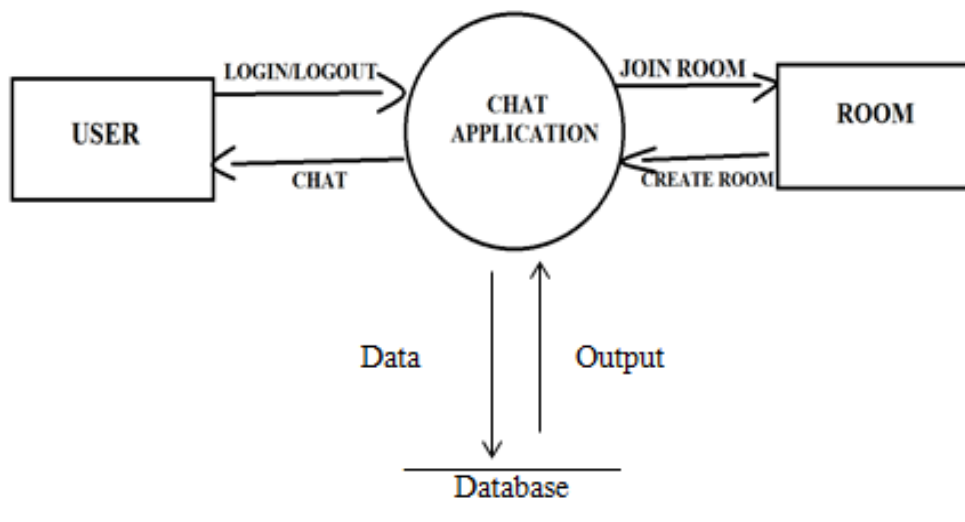 LOGIN/LOGOUT
USER
CHAT
CHAT
APPLICATION
JOIN ROOM
ROOM
CREATE ROOM
Data
Output
Database